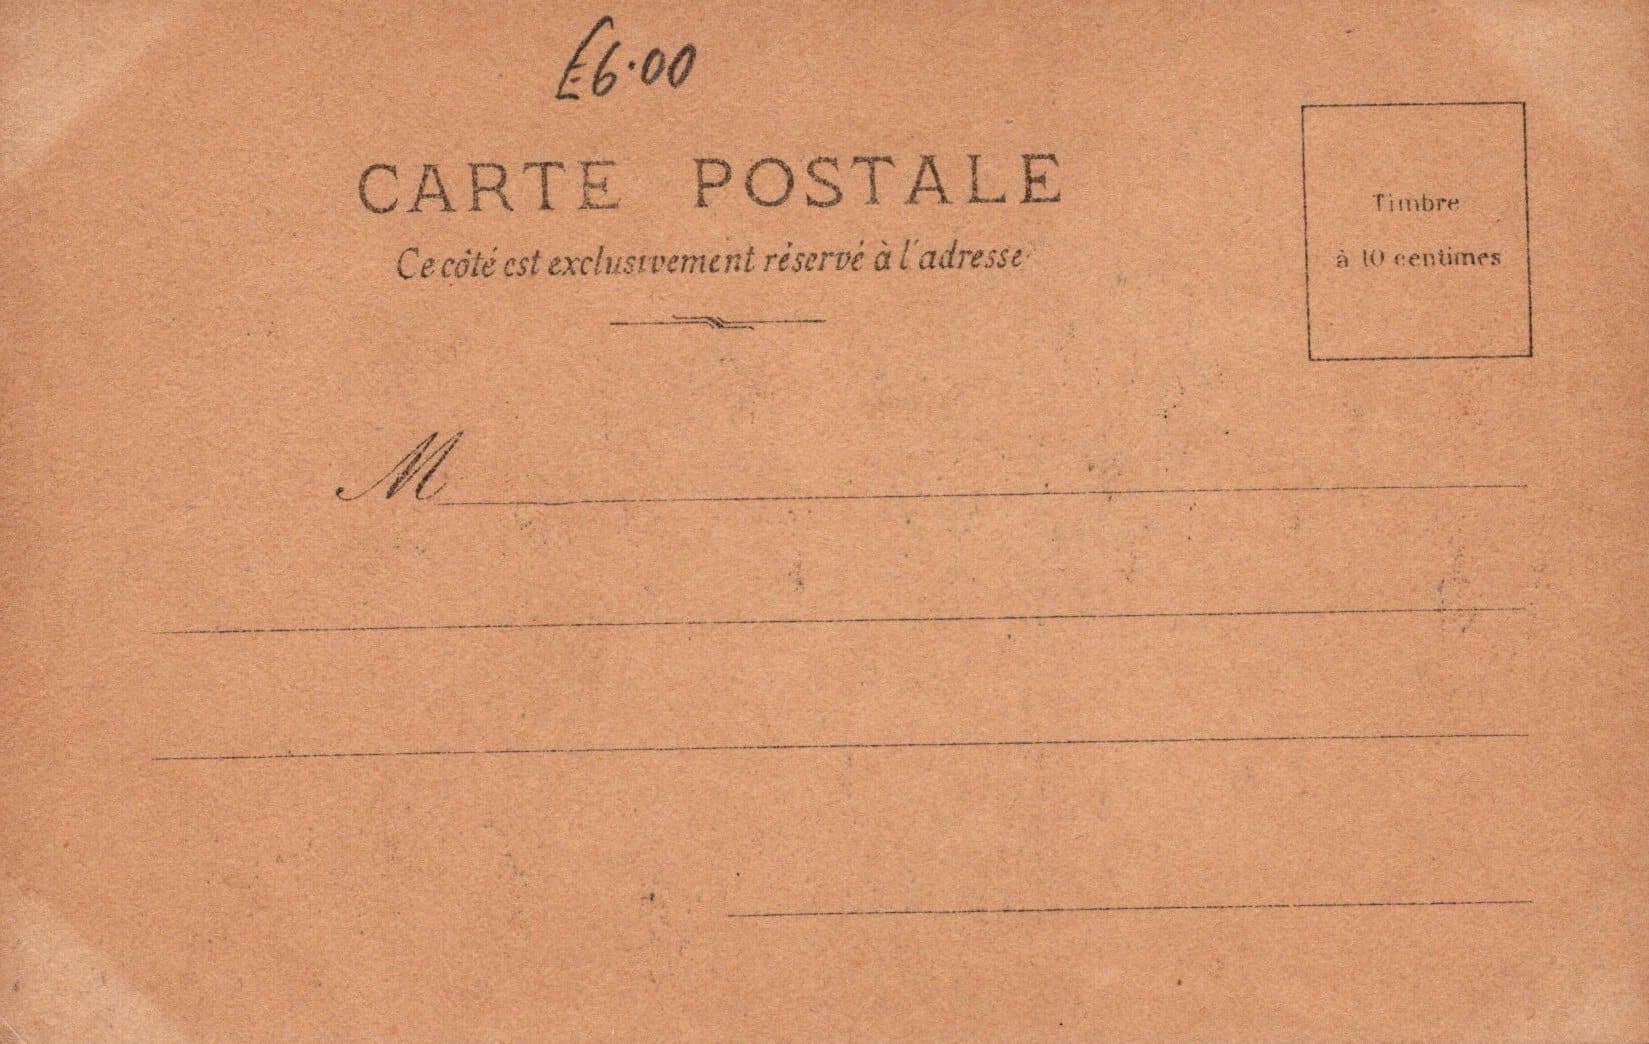 £6.00
CARTE POSTALE
Ce côté est exclusivement réservé à l'adresse
Timbre
à 10 centimes
M